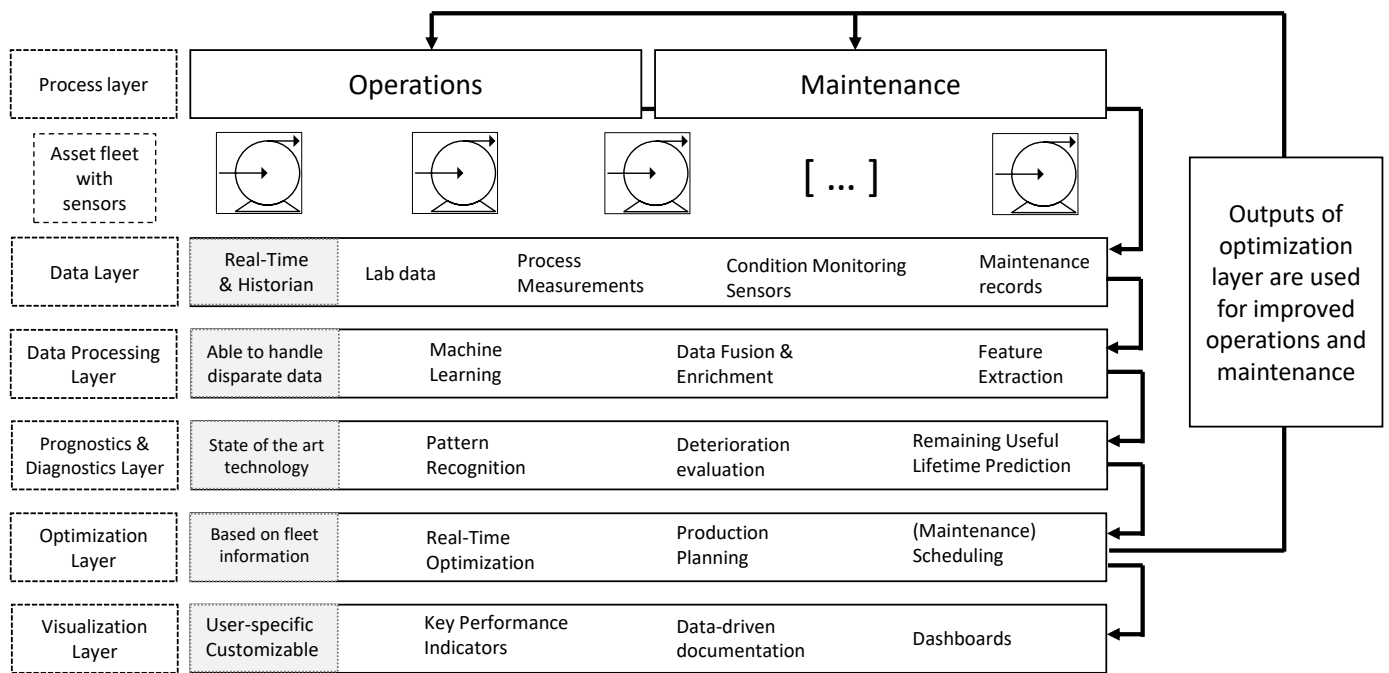 Process layer
Operations
Maintenance
Asset fleet
with
sensors
[ ... ]
Outputs of
optimization
layer are used
for improved
operations and
maintenance
Data Layer
Real-Time
& Historian
Lab data
Process
Measurements
Condition Monitoring
Sensors
Maintenance
records
Data Processing
Layer
Able to handle
disparate data
Machine
Learning
Data Fusion &
Enrichment
Feature
Extraction
Prognostics &
Diagnostics Layer
State of the art
technology
Pattern
Recognition
Deterioration
evaluation
Remaining Useful
Lifetime Prediction
Optimization
Layer
Based on fleet
information
Real-Time
Optimization
Production
Planning
(Maintenance)
Scheduling
Visualization
Layer
User-specific
Customizable
Key Performance
Indicators
Data-driven
documentation
Dashboards